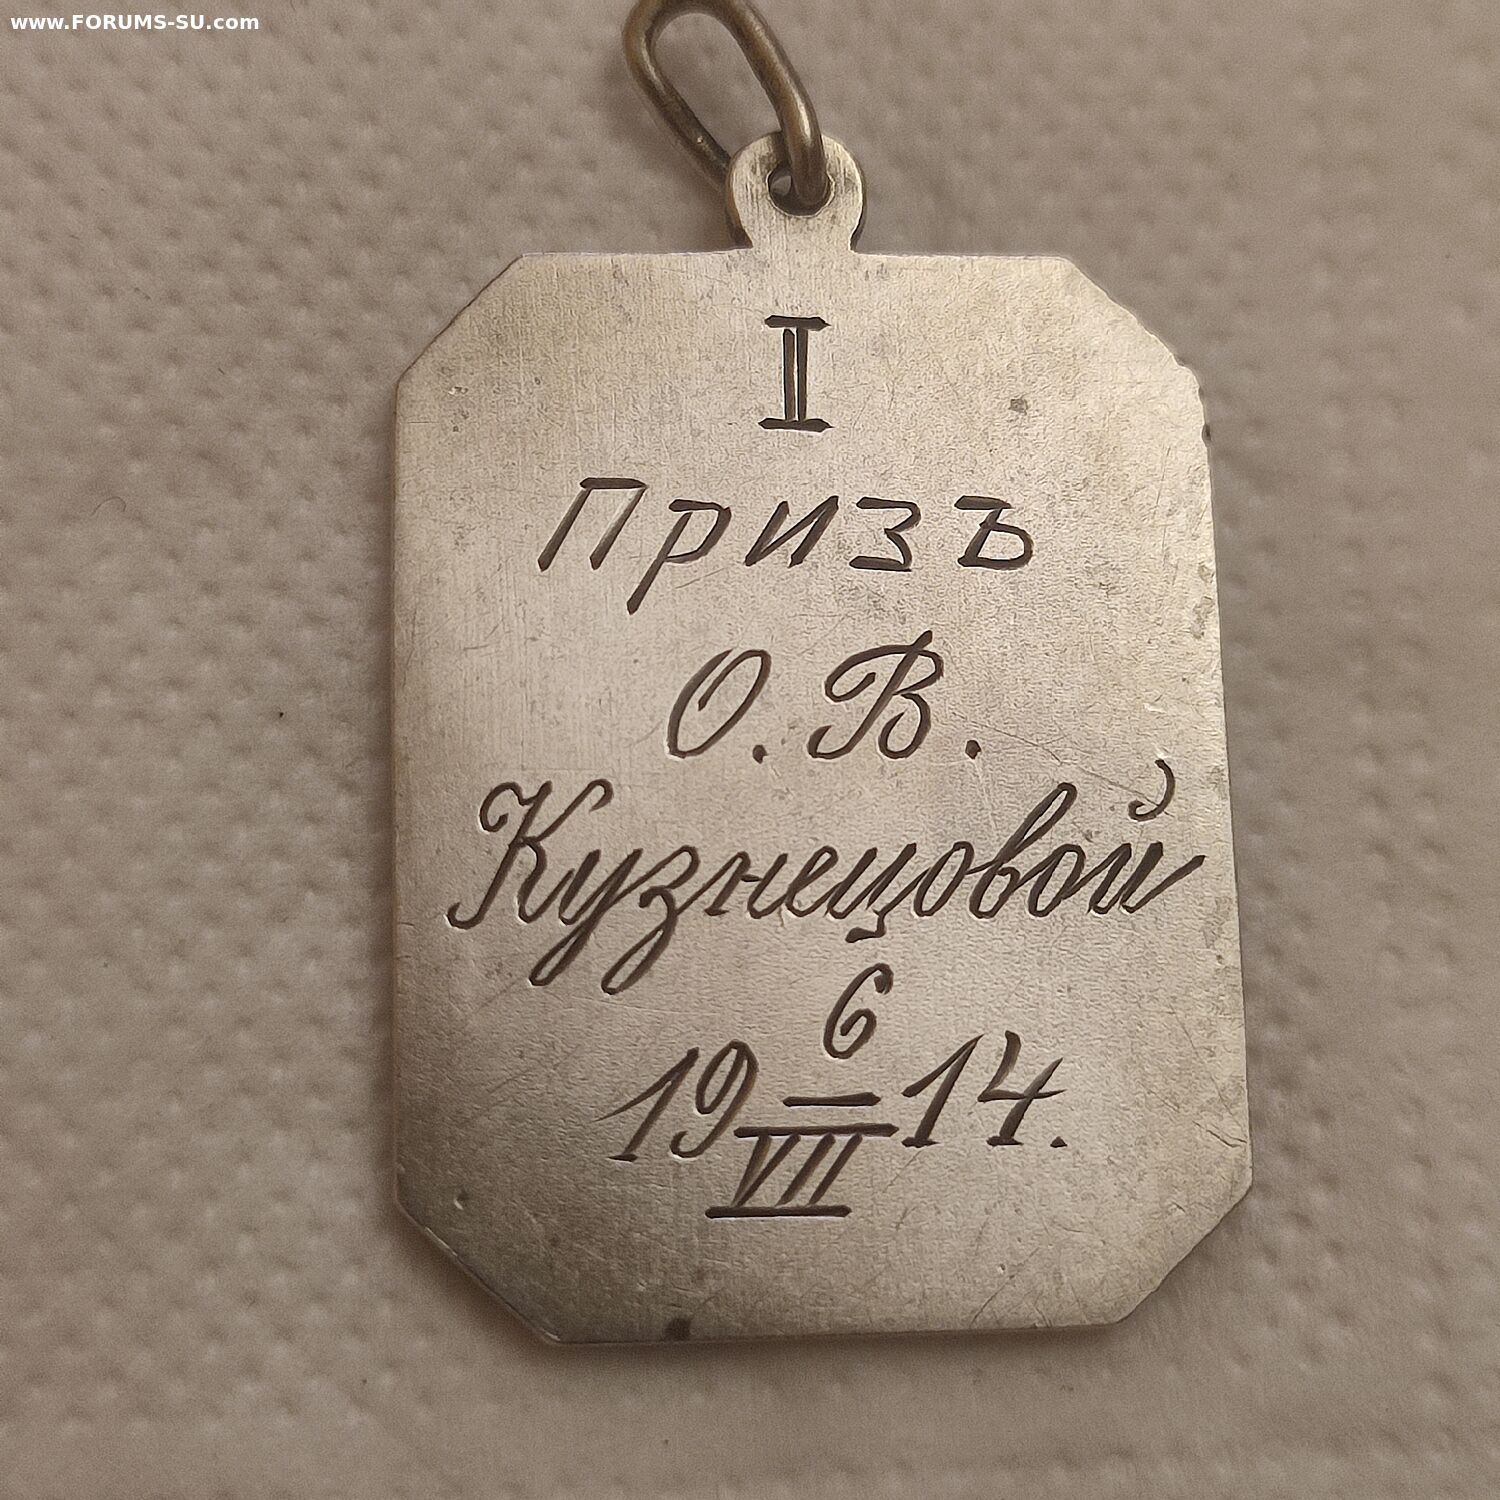 www.FORUMS-SU.com
I
Призъ
О. В.
Кузнецовой
19 6/VII 14.